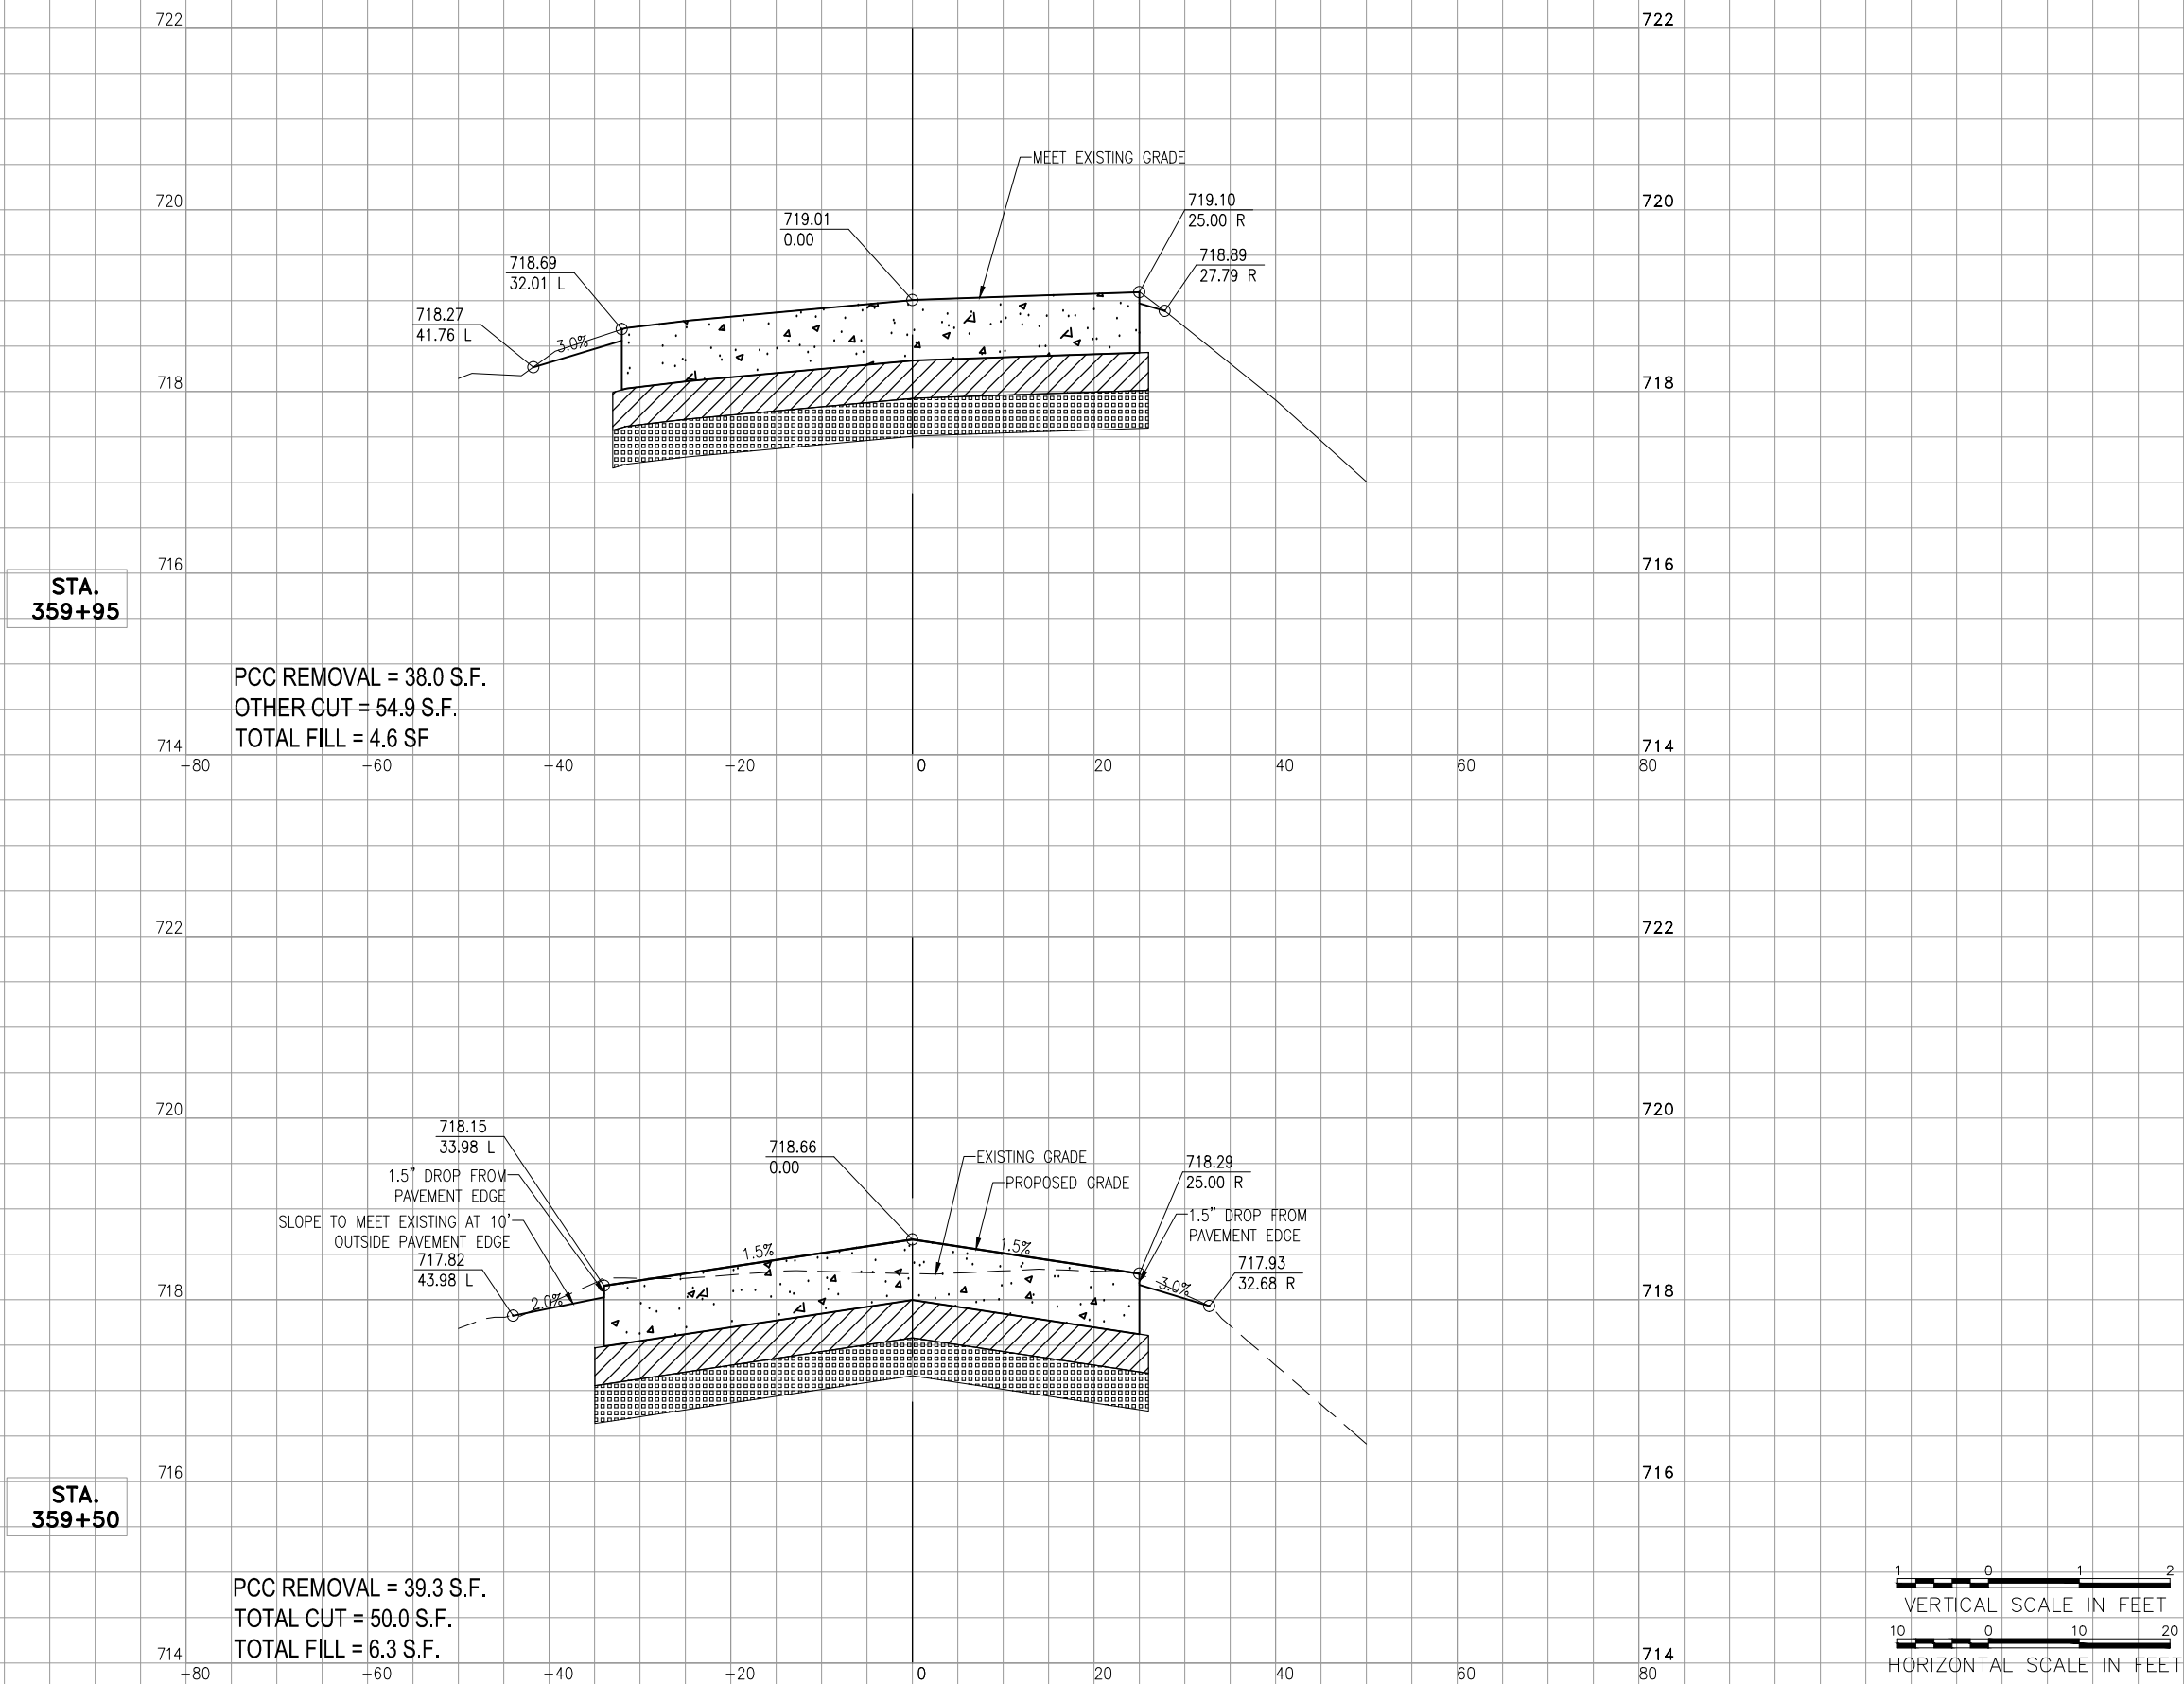 722
722
MEET EXISTING GRADE
720
720
719.10
25.00 R
719.01
0.00
718.89
27.79 R
718.69
32.01 L
718.27
41.76 L
3.0%
718
718
716
716
STA.
359+95
PCC REMOVAL = 38.0 S.F.
OTHER CUT = 54.9 S.F.
TOTAL FILL = 4.6 SF
714
714
-80
-60
-40
-20
0
20
40
60
80
722
722
720
720
718.15
33.98 L
1.5" DROP FROM
PAVEMENT EDGE
SLOPE TO MEET EXISTING AT 10'
OUTSIDE PAVEMENT EDGE
717.82
43.98 L
718.66
0.00
EXISTING GRADE
PROPOSED GRADE
718.29
25.00 R
1.5" DROP FROM
PAVEMENT EDGE
717.93
32.68 R
1.5%
1.5%
2.0%
3.0%
718
718
716
716
STA.
359+50
PCC REMOVAL = 39.3 S.F.
TOTAL CUT = 50.0 S.F.
TOTAL FILL = 6.3 S.F.
714
714
-80
-60
-40
-20
0
20
40
60
80
1 0 1 2
VERTICAL SCALE IN FEET
10 0 10 20
HORIZONTAL SCALE IN FEET